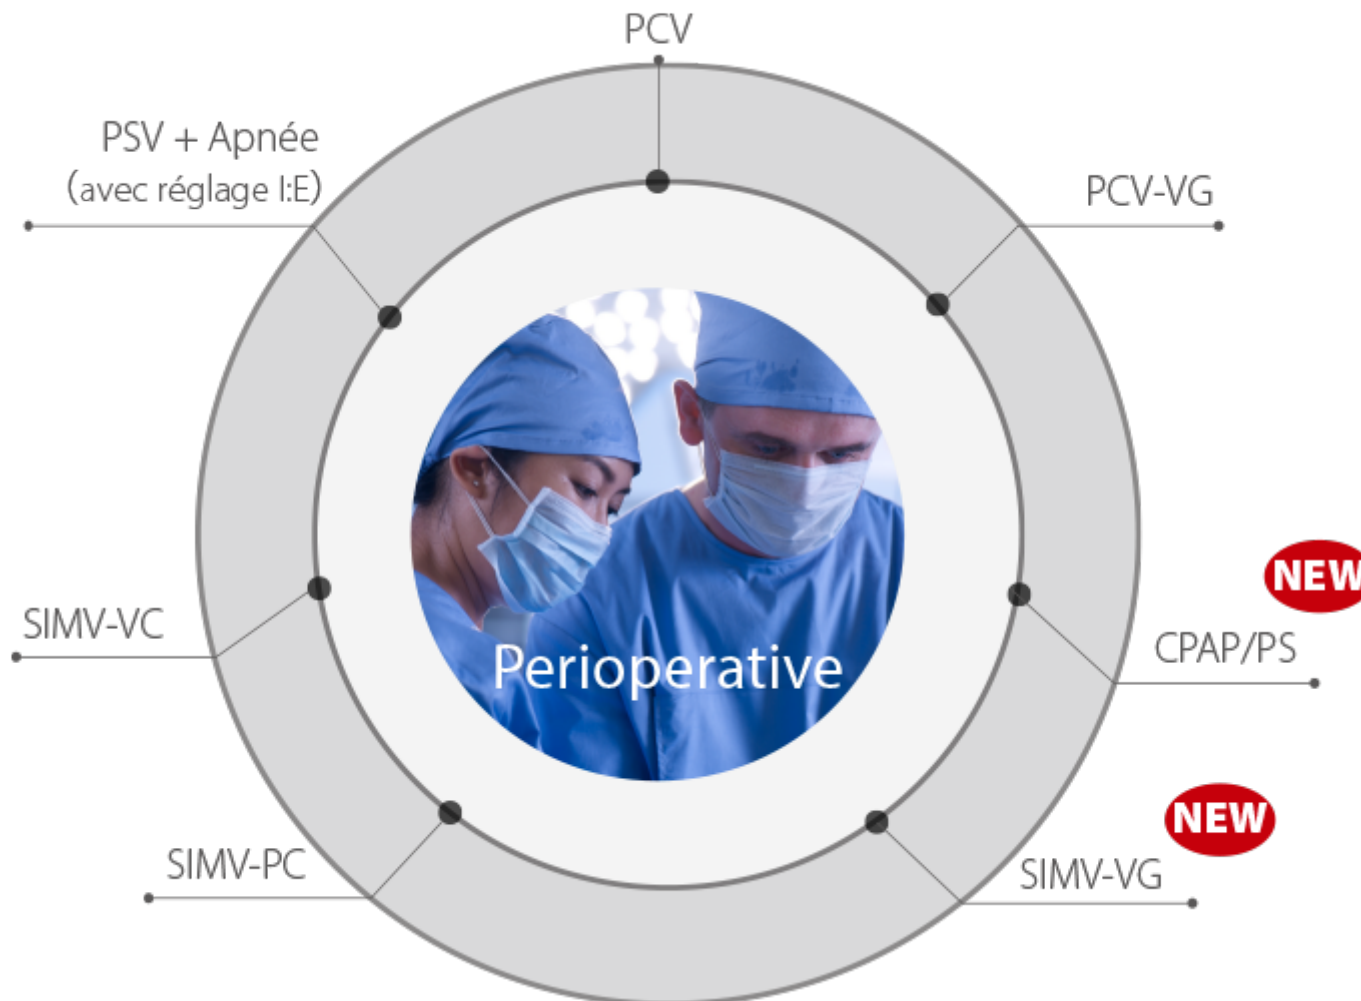 PCV
PSV + Apnée
(avec réglage I:E)
PCV-VG
NEW
SIMV-VC
CPAP/PS
Perioperative
NEW
SIMV-PC
SIMV-VG